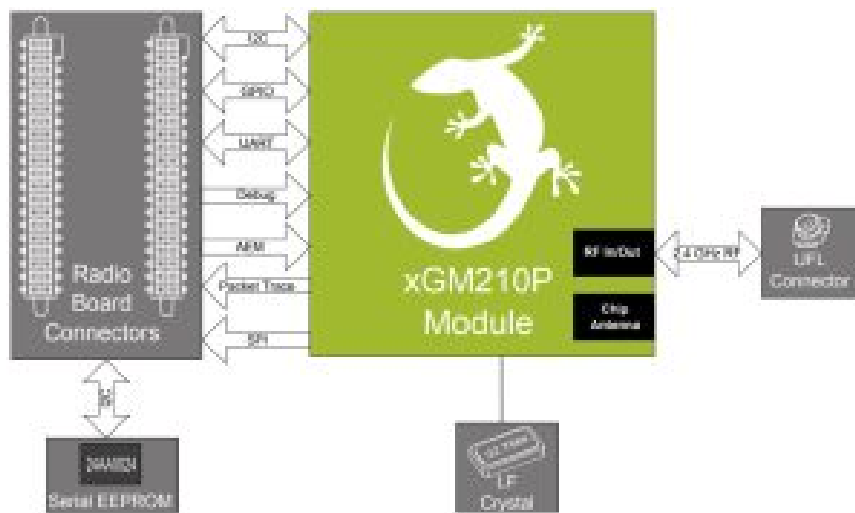 I2C
GPIO
UART
Debug
AEM
Packet Trace
SPI
Radio
Board
Connectors
xGM210P
Module
RF In/Out
Chip
Antenna
2.4 GHz RF
UFL
Connector
I2C
24AA0024
Serial EEPROM
LF
Crystal